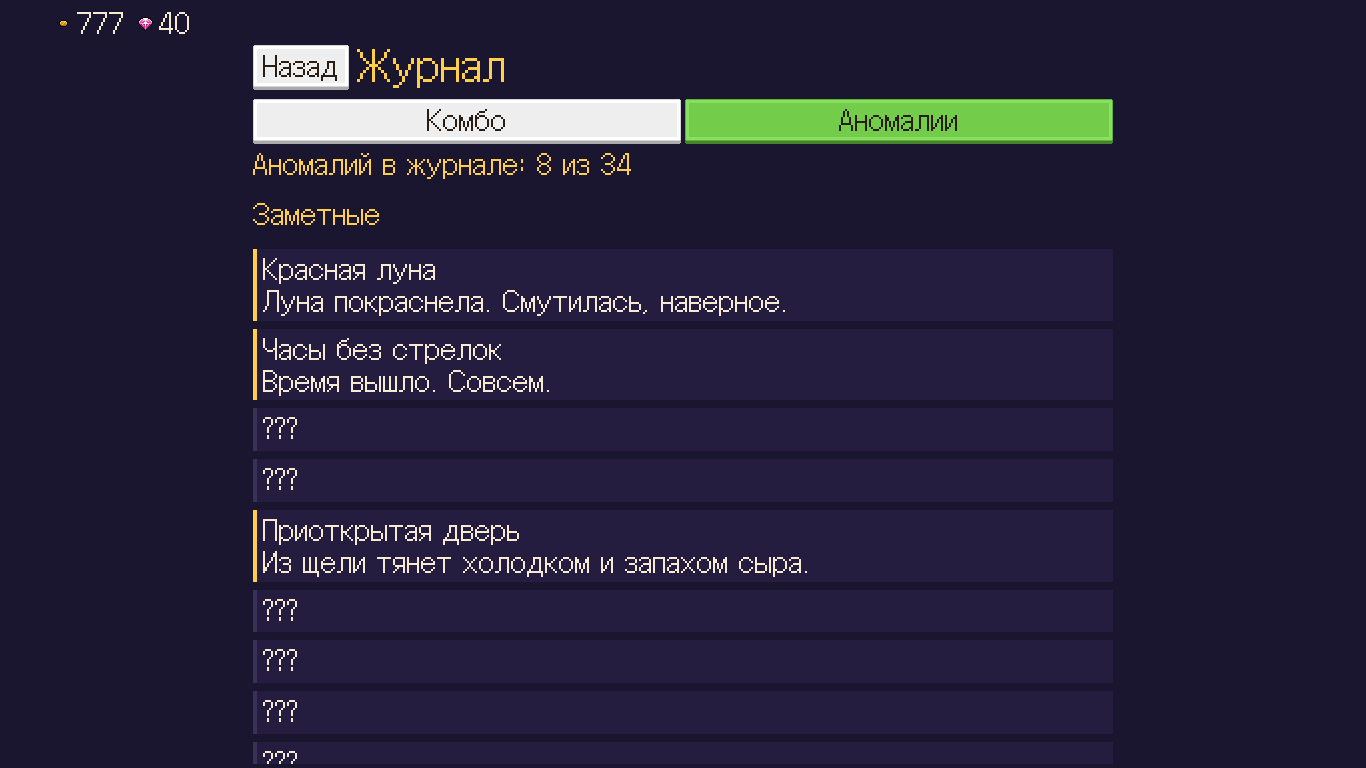 777 40
Назад Журнал
Комбо Аномалии
Аномалий в журнале: 8 из 34
Заметные
Красная луна
Луна покраснела. Смутилась, наверное.
Часы без стрелок
Время вышло. Совсем.
???
???
Приоткрытая дверь
Из щели тянет холодком и запахом сыра.
???
???
???
???